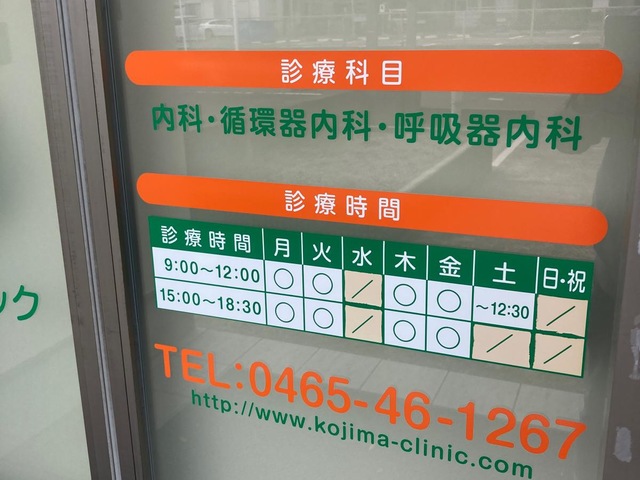 診療科目
内科・循環器内科・呼吸器内科
診療時間
診療時間 月 火 水 木 金 土 日・祝
9:00～12:00 ○ ○ ／ ○ ○ ～12:30 ／
15:00～18:30 ○ ○ ／ ○ ○ ／ ／
TEL:0465-46-1267
http://www.kojima-clinic.com
ック